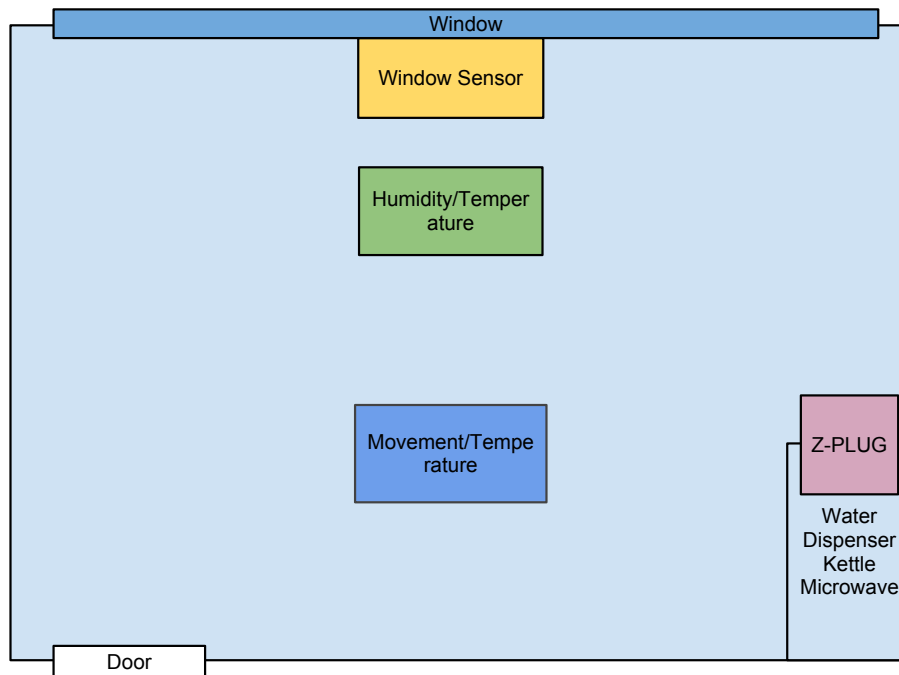 Window
Window Sensor
Humidity/Temper
ature
Movement/Tempe
rature
Z-PLUG
Water
Dispenser
Kettle
Microwave
Door